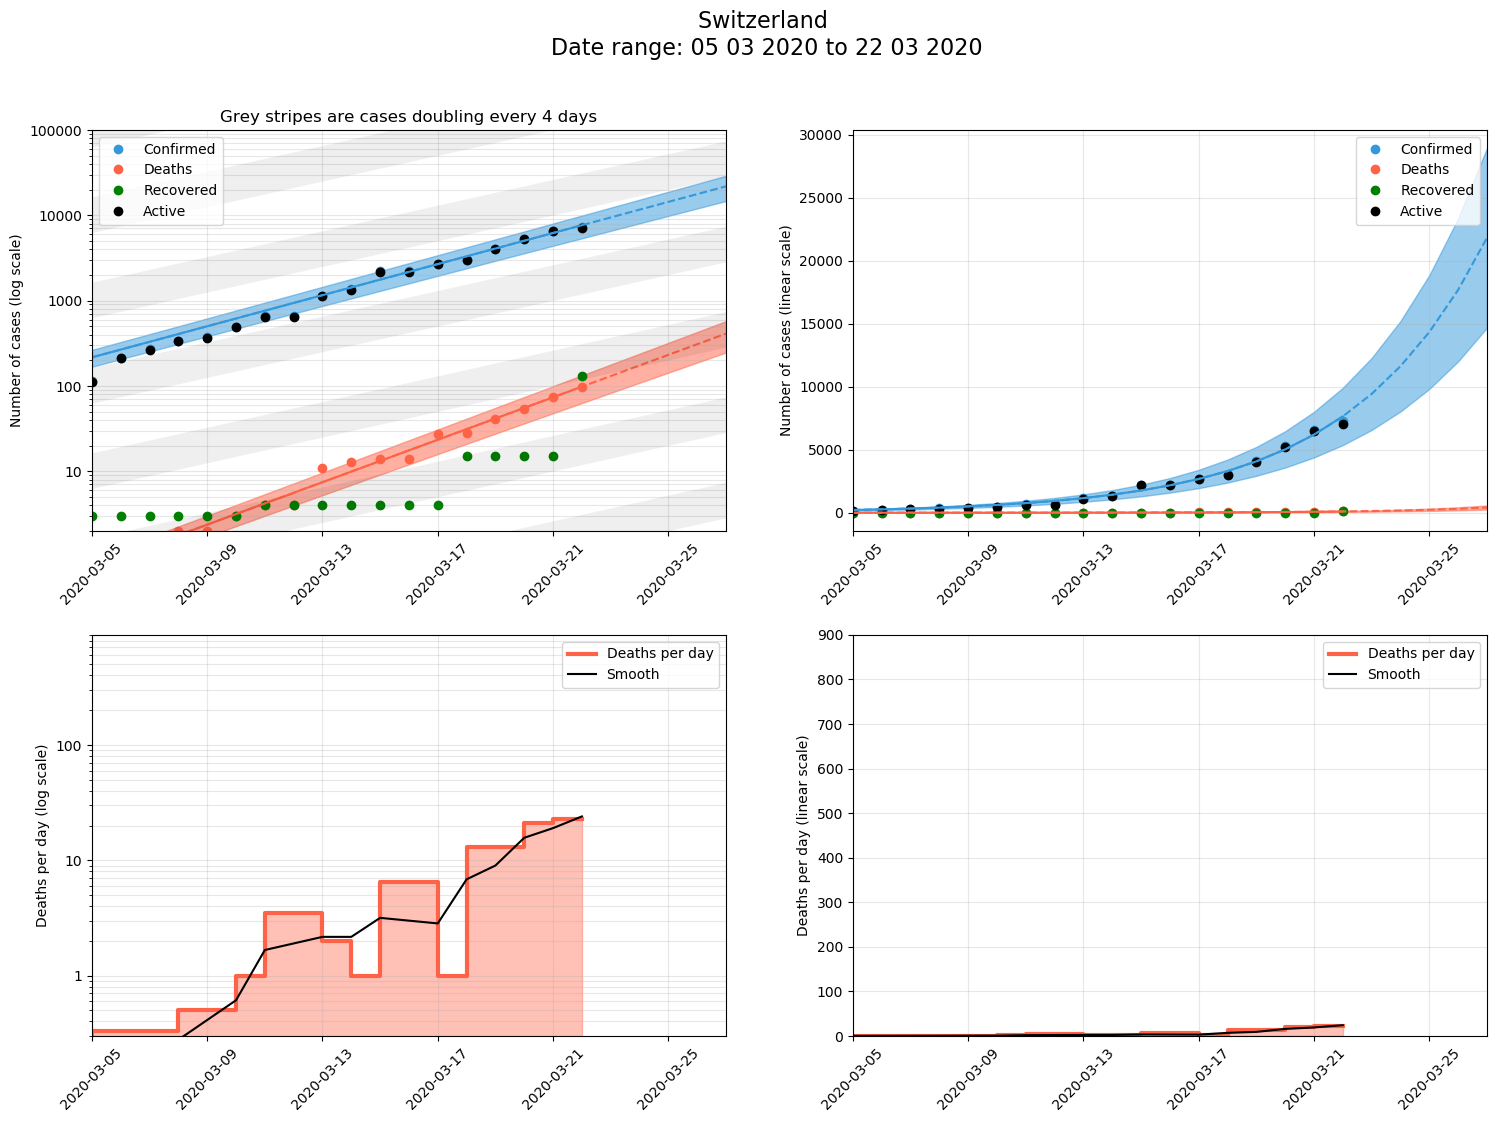 Switzerland
Date range: 05 03 2020 to 22 03 2020
Grey stripes are cases doubling every 4 days
Number of cases (log scale)
100000
10000
1000
100
10
Confirmed
Deaths
Recovered
Active
2020-03-05
2020-03-09
2020-03-13
2020-03-17
2020-03-21
2020-03-25
Number of cases (linear scale)
30000
25000
20000
15000
10000
5000
0
Confirmed
Deaths
Recovered
Active
2020-03-05
2020-03-09
2020-03-13
2020-03-17
2020-03-21
2020-03-25
Deaths per day (log scale)
100
10
1
Deaths per day
Smooth
2020-03-05
2020-03-09
2020-03-13
2020-03-17
2020-03-21
2020-03-25
Deaths per day (linear scale)
900
800
700
600
500
400
300
200
100
0
Deaths per day
Smooth
2020-03-05
2020-03-09
2020-03-13
2020-03-17
2020-03-21
2020-03-25